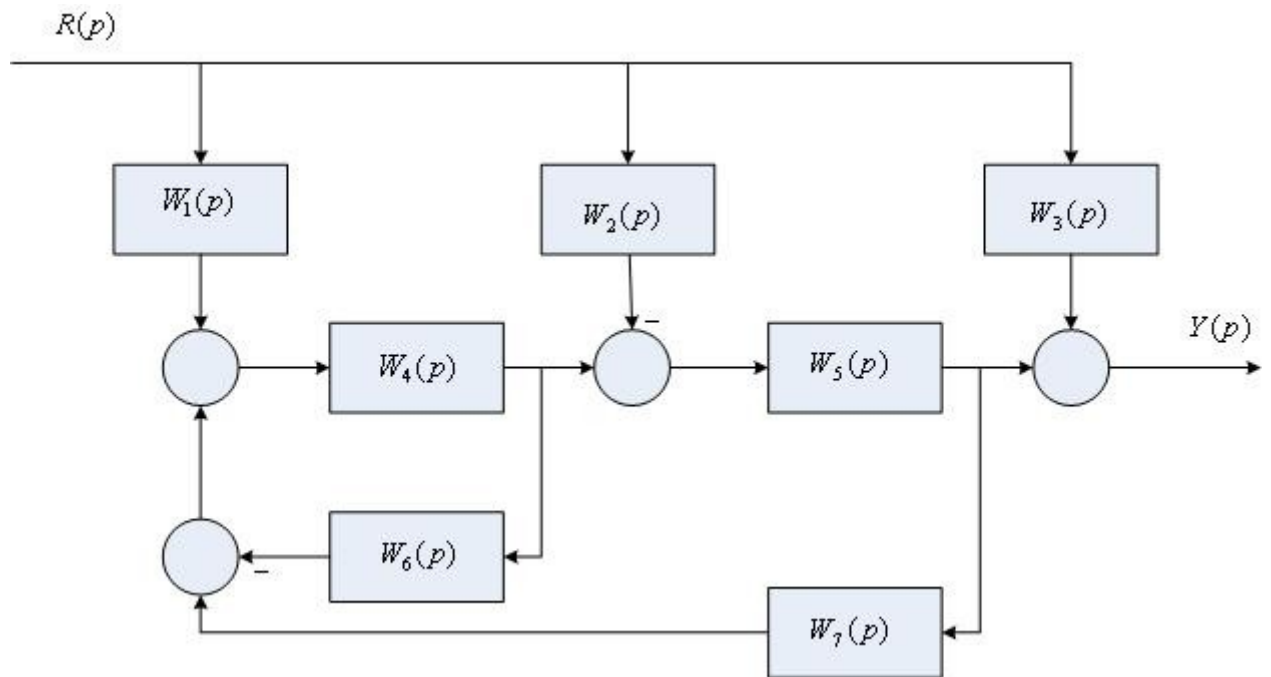 R(p)
W₁(p)
W₂(p)
W₃(p)
Y(p)
W₄(p)
–
W₅(p)
W₆(p)
–
W₇(p)